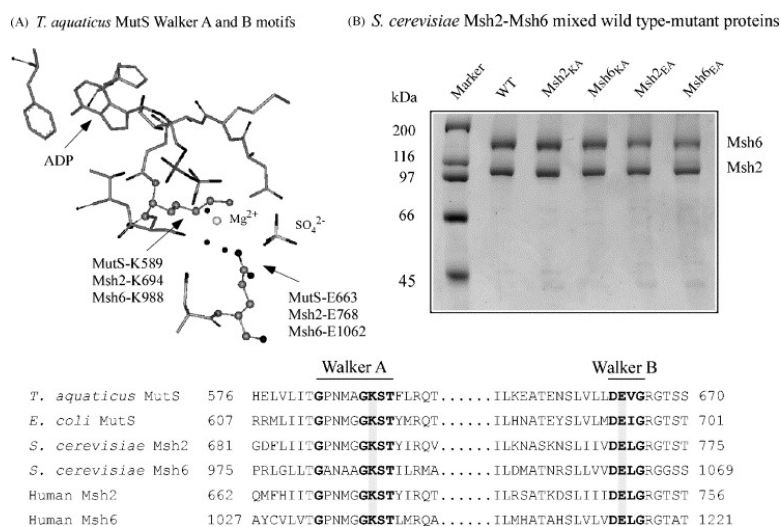 (A) T. aquaticus MutS Walker A and B motifs
ADP
Mg2+
SO42-
MutS-K589
Msh2-K694
Msh6-K988
MutS-E663
Msh2-E768
Msh6-E1062
(B) S. cerevisiae Msh2-Msh6 mixed wild type-mutant proteins
kDa
Marker
WT
Msh2KA
Msh6KA
Msh2EA
Msh6EA
200
116
97
66
45
Msh6
Msh2
Walker A Walker B
T. aquaticus MutS 576 HELVLITGPNMAGKSTFLRQT......ILKEATENSLVLLDEVGRGTSS 670
E. coli MutS 607 RRMLIITGPNMGGKSTYMRQT......ILHNATEYSLVLMDEIGRGTST 701
S. cerevisiae Msh2 681 GDFLIITGPNMGGKSTYIRQV......ILKNASKNSLIIVDELGRGTST 775
S. cerevisiae Msh6 975 PRLGLLTGANAAGKSTILRMA......ILDMATNRSLLVVDELGRGGSS 1069
Human Msh2 662 QMFHIITGPNMGGKSTYIRQT......ILRSATKDSLIIIDELGRGTST 756
Human Msh6 1027 AYCVLVTGPNMGGKSTLMRQA......ILMHATAHSLVLVDELGRGTAT 1221